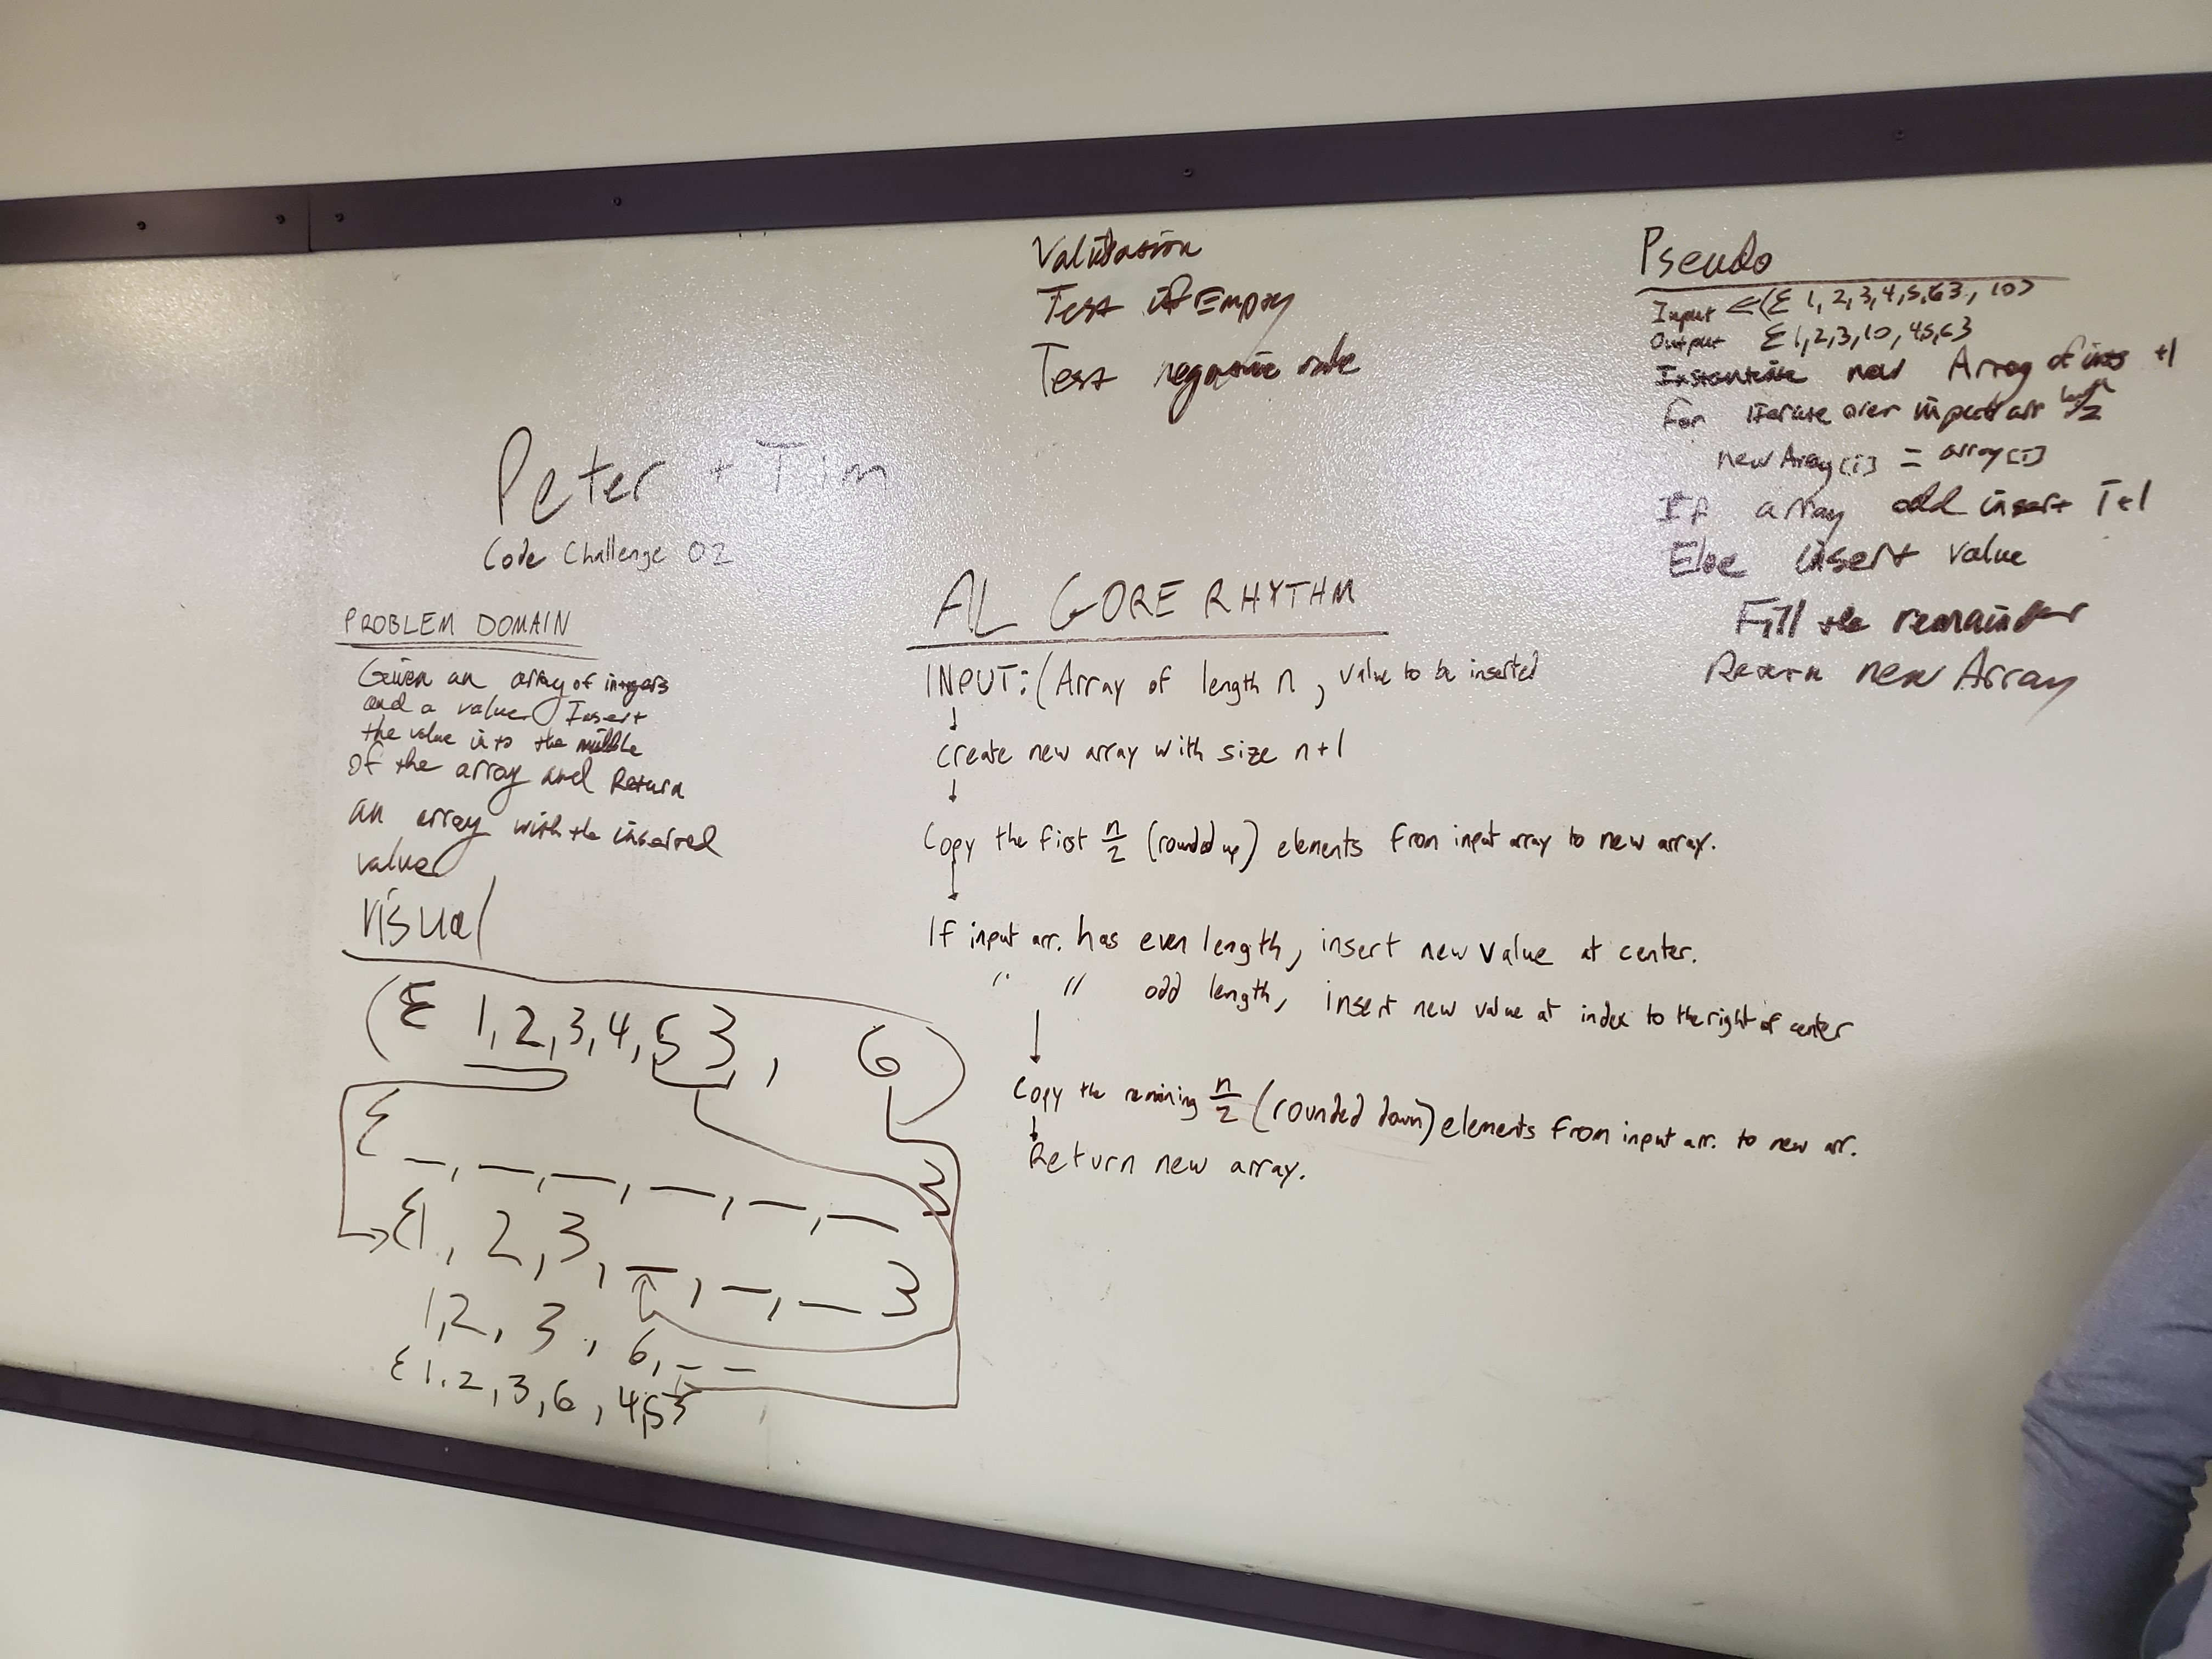 Peter + Tim
Code Challenge 02
PROBLEM DOMAIN
Given an array of integers
and a value. Insert
the value into the middle
of the array and Return
an array with the inserted
value
Visual
({ 1, 2, 3, 4, 5 }, 6)
{ _, _, _, _, _, _ }
{1, 2, 3, _, _, _ }
1, 2, 3, 6, _ _
{ 1, 2, 3, 6, 4, 5 }
Validation
Test if Empty
Test negative
AL GORE RHYTHM
INPUT: (Array of length n, value to be inserted
↓
create new array with size n+1
↓
Copy the first n/2 (rounded up) elements from input array to new array.
↓
If input arr. has even length, insert new value at center.
" " odd length, insert new value at index to the right of center
↓
Copy the remaining n/2 (rounded down) elements from input arr. to new arr.
↓
Return new array.
Pseudo
Input <({ 1, 2, 3, 4, 5, 6 }, 10>
Output { 1, 2, 3, 10, 4, 5, 6 }
Instantiate new Array of ints +1
for iterate over input arr length/2
new Array[i] = array[i]
If array odd insert i+1
Else insert value
Fill the remainder
Return new Array